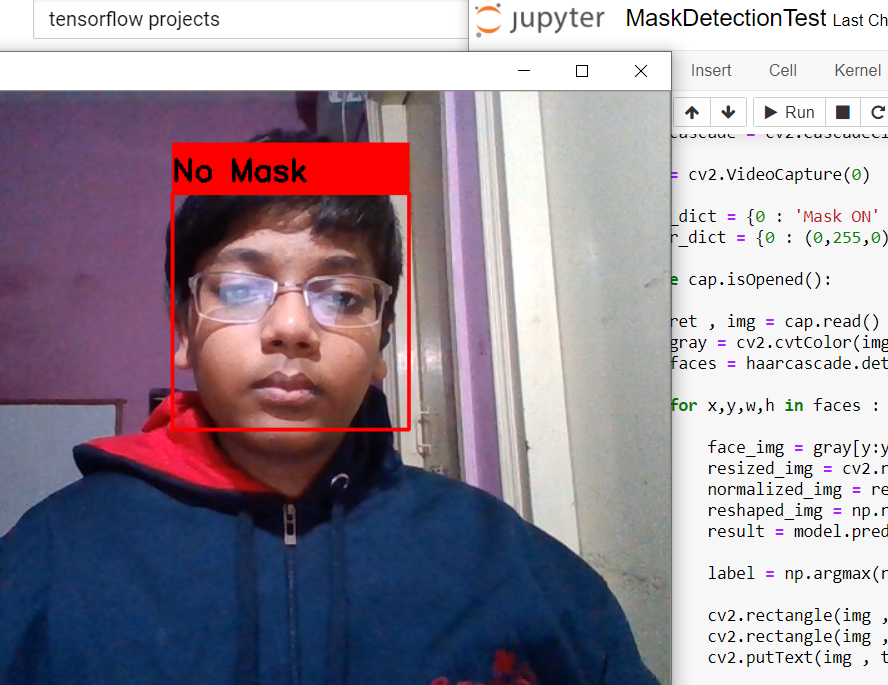 tensorflow projects
jupyter MaskDetectionTest Last Ch
Insert Cell Kernel
Run
No Mask
= cv2.VideoCapture(0)
_dict = {0 : 'Mask ON'
r_dict = {0 : (0,255,0)
e cap.isOpened():
ret , img = cap.read()
gray = cv2.cvtColor(img
faces = haarcascade.det
for x,y,w,h in faces :
face_img = gray[y:y
resized_img = cv2.r
normalized_img = re
reshaped_img = np.r
result = model.pred
label = np.argmax(r
cv2.rectangle(img ,
cv2.rectangle(img ,
cv2.putText(img , t